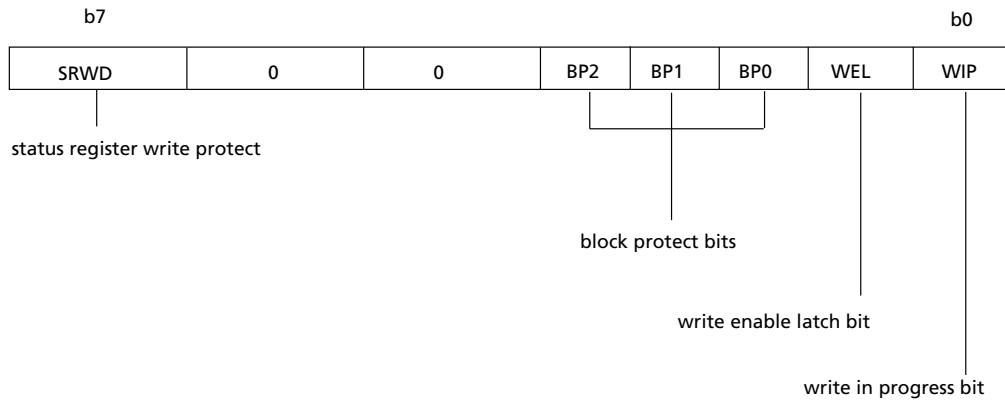 b7 b0
SRWD 0 0 BP2 BP1 BP0 WEL WIP
status register write protect
block protect bits
write enable latch bit
write in progress bit